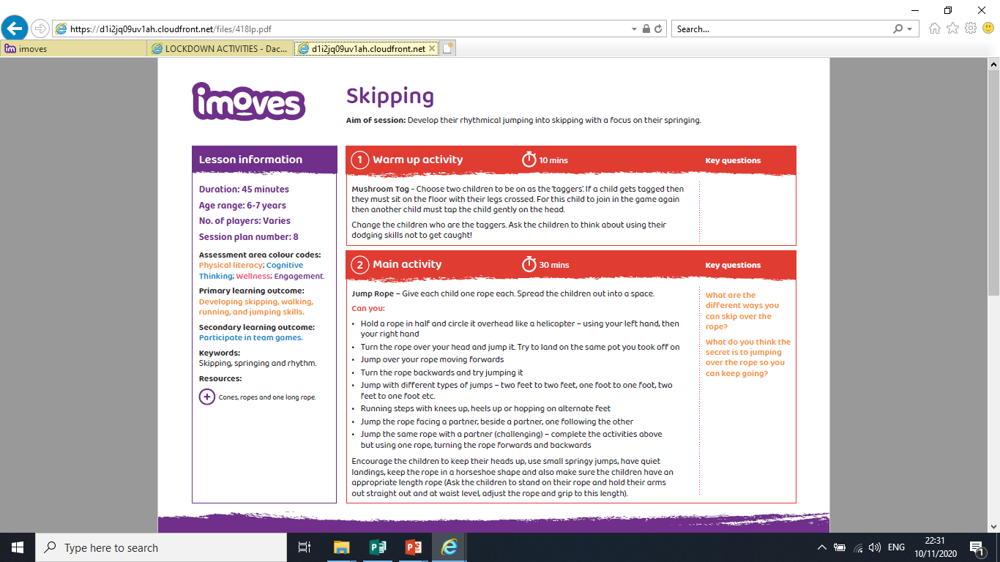 https://d1i2jq09uv1ah.cloudfront.net/files/418lp.pdf
Search...
imoves
LOCKDOWN ACTIVITIES - Dac...
d1i2jq09uv1ah.cloudfront.net
imoves
Skipping
Aim of session: Develop their rhythmical jumping into skipping with a focus on their springing.
Lesson information
Duration: 45 minutes
Age range: 6-7 years
No. of players: Varies
Session plan number: 8
Assessment area colour codes:
Physical literacy; Cognitive
Thinking; Wellness; Engagement.
Primary learning outcome:
Developing skipping, walking,
running, and jumping skills.
Secondary learning outcome:
Participate in team games.
Keywords:
Skipping, springing and rhythm.
Resources:
Cones, ropes and one long rope.
1 Warm up activity 10 mins Key questions
Mushroom Tag - Choose two children to be on as the 'taggers'. If a child gets tagged then
they must sit on the floor with their legs crossed. For this child to join in the game again
then another child must tap the child gently on the head.
Change the children who are the taggers. Ask the children to think about using their
dodging skills not to get caught!
2 Main activity 30 mins Key questions
Jump Rope – Give each child one rope each. Spread the children out into a space.
Can you:
• Hold a rope in half and circle it overhead like a helicopter – using your left hand, then
your right hand
• Turn the rope over your head and jump it. Try to land on the same pot you took off on
• Jump over your rope moving forwards
• Turn the rope backwards and try jumping it
• Jump with different types of jumps – two feet to two feet, one foot to one foot, two
feet to one foot etc.
• Running steps with knees up, heels up or hopping on alternate feet
• Jump the rope facing a partner, beside a partner, one following the other
• Jump the same rope with a partner (challenging) – complete the activities above
but using one rope, turning the rope forwards and backwards
Encourage the children to keep their heads up, use small springy jumps, have quiet
landings, keep the rope in a horseshoe shape and also make sure the children have an
appropriate length rope (Ask the children to stand on their rope and hold their arms
out straight out and at waist level, adjust the rope and grip to this length).
What are the
different ways you
can skip over the
rope?
What do you think the
secret is to jumping
over the rope so you
can keep going?
Type here to search
ENG
22:31
10/11/2020
1